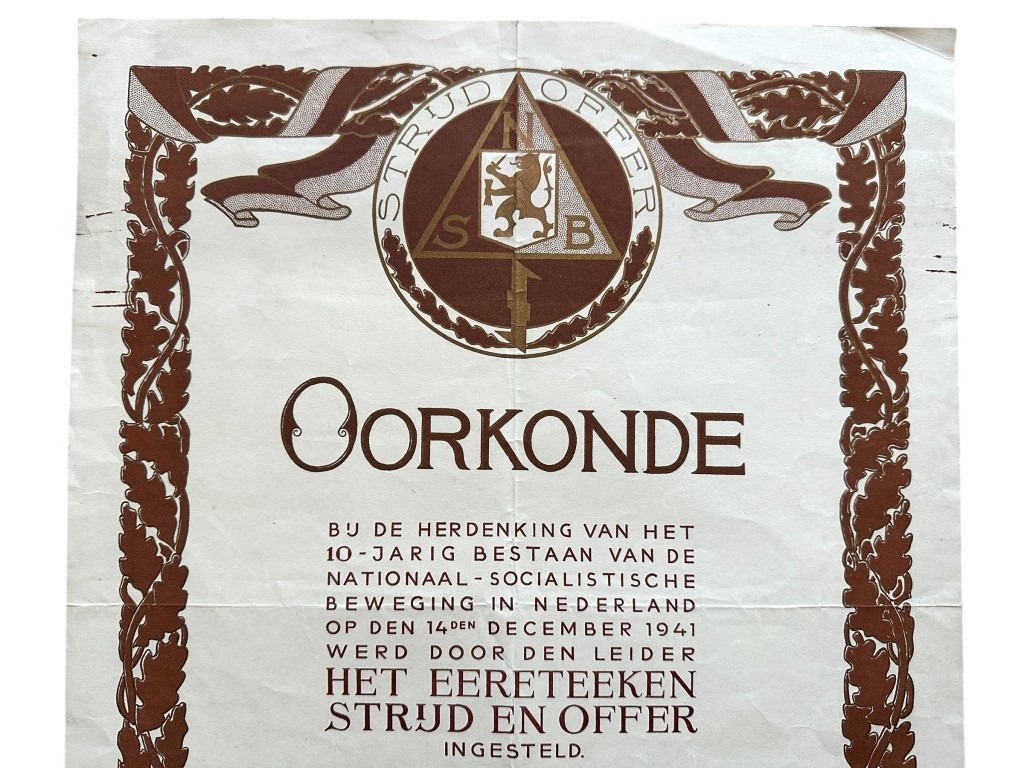 STRIJD OFFER
N
S B
OORKONDE
BIJ DE HERDENKING VAN HET
10-JARIG BESTAAN VAN DE
NATIONAAL-SOCIALISTISCHE
BEWEGING IN NEDERLAND
OP DEN 14DEN DECEMBER 1941
WERD DOOR DEN LEIDER
HET EERETEEKEN
STRIJD EN OFFER
INGESTELD.